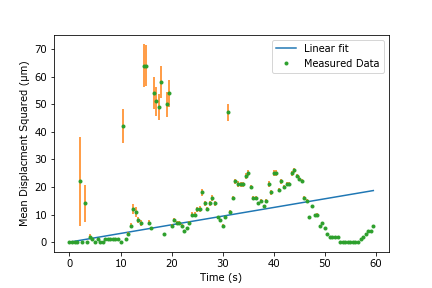 Linear fit
Measured Data
Mean Displacment Squared (μm)
70
60
50
40
30
20
10
0
0 10 20 30 40 50 60
Time (s)